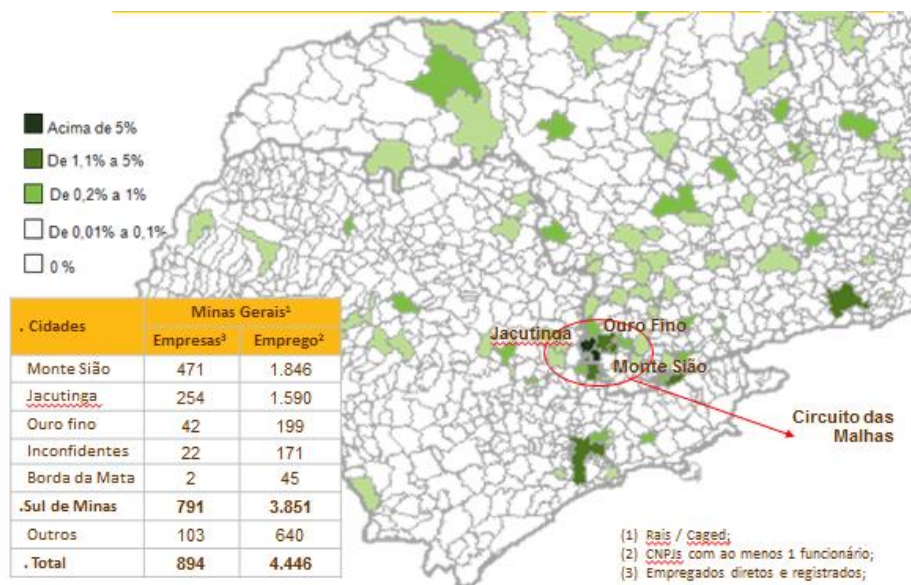 Acima de 5%
De 1,1% a 5%
De 0,2% a 1%
De 0,01% a 0,1%
0 %
. Cidades
Minas Gerais¹
Empresas³ Emprego²
Monte Sião 471 1.846
Jacutinga 254 1.590
Ouro fino 42 199
Inconfidentes 22 171
Borda da Mata 2 45
.Sul de Minas 791 3.851
Outros 103 640
. Total 894 4.446
Jacutinga
Ouro Fino
Monte Sião
Circuito das
Malhas
(1) Rais / Caged;
(2) CNPJs com ao menos 1 funcionário;
(3) Empregados diretos e registrados;